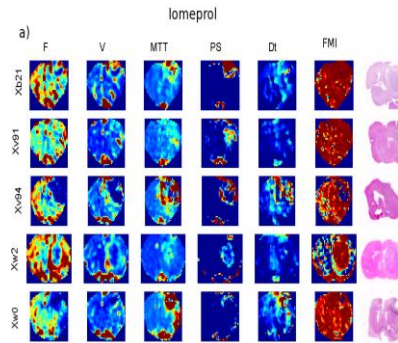 Iomeprol
a)
F V MTT PS Dt FMI
Xb21
Xv91
Xv94
Xw2
Xw0